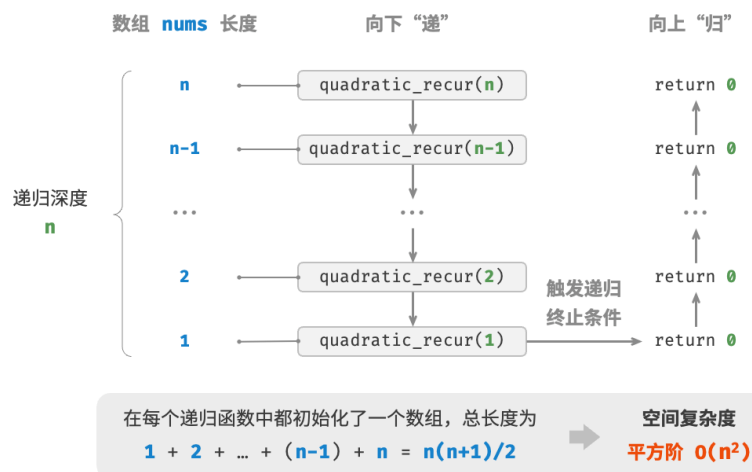 数组 nums 长度 向下“递” 向上“归”
n quadratic_recur(n) return 0
n-1 quadratic_recur(n-1) return 0
递归深度
n
... ... ...
2 quadratic_recur(2) return 0
触发递归
终止条件
1 quadratic_recur(1) return 0
在每个递归函数中都初始化了一个数组，总长度为
1 + 2 + … + (n-1) + n = n(n+1)/2
空间复杂度
平方阶 O(n²)